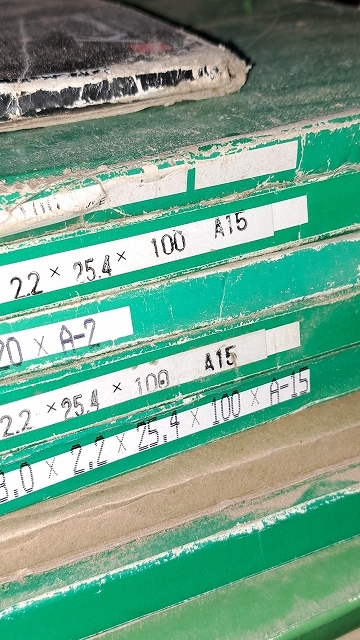 2.2 × 25.4 × 100 A15
20 × A-2
2.2 × 25.4 × 100 A15
3.0 × 2.2 × 25.4 × 100 × A-15